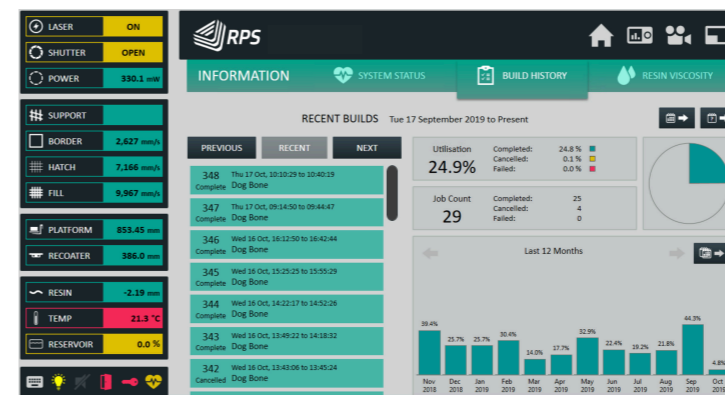 LASER ON
SHUTTER OPEN
POWER 330.1 mW
SUPPORT
BORDER 2,627 mm/s
HATCH 7,166 mm/s
FILL 9,967 mm/s
PLATFORM 853.45 mm
RECOATER 386.0 mm
RESIN -2.19 mm
TEMP 21.3 °C
RESERVOIR 0.0 %
RPS
INFORMATION SYSTEM STATUS BUILD HISTORY RESIN VISCOSITY
RECENT BUILDS Tue 17 September 2019 to Present
PREVIOUS RECENT NEXT
348 Thu 17 Oct, 10:10:29 to 10:40:19
Complete Dog Bone
347 Thu 17 Oct, 09:14:50 to 09:44:47
Complete Dog Bone
346 Wed 16 Oct, 16:12:50 to 16:42:44
Complete Dog Bone
345 Wed 16 Oct, 15:25:25 to 15:55:29
Complete Dog Bone
344 Wed 16 Oct, 14:22:17 to 14:52:26
Complete Dog Bone
343 Wed 16 Oct, 13:49:22 to 14:18:32
Complete Dog Bone
342 Wed 16 Oct, 13:43:06 to 13:45:24
Cancelled Dog Bone
Utilisation
24.9%
Completed: 24.8 %
Cancelled: 0.1 %
Failed: 0.0 %
Job Count
29
Completed: 25
Cancelled: 4
Failed: 0
Last 12 Months
39.4% 25.7% 25.7% 30.4% 14.0% 17.7% 32.9% 22.4% 19.2% 21.8% 44.3% 4.8%
Nov Dec Jan Feb Mar Apr May Jun Jul Aug Sep Oct
2018 2018 2019 2019 2019 2019 2019 2019 2019 2019 2019 2019